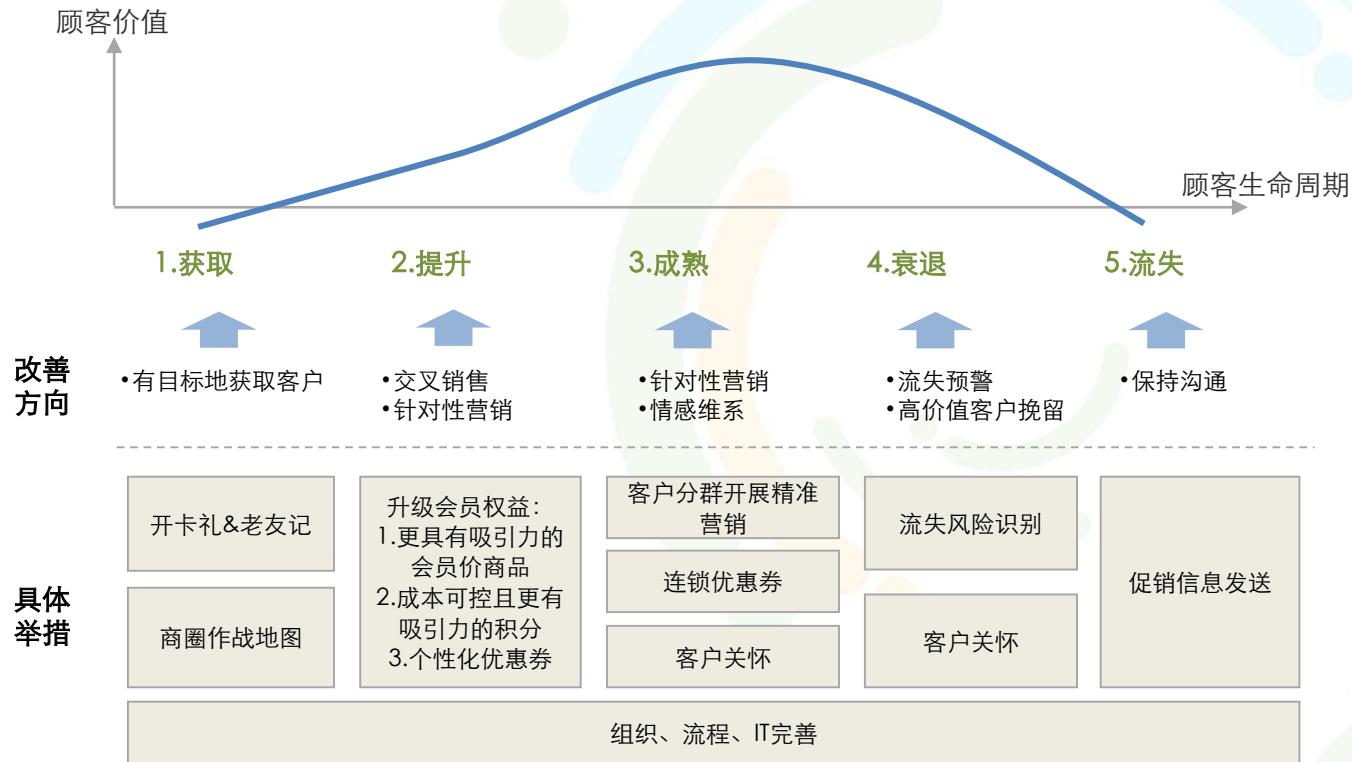 顾客价值
顾客生命周期
1.获取
2.提升
3.成熟
4.衰退
5.流失
改善
方向
•有目标地获取客户
•交叉销售
•针对性营销
•针对性营销
•情感维系
•流失预警
•高价值客户挽留
•保持沟通
具体
举措
开卡礼&老友记
商圈作战地图
升级会员权益：
1.更具有吸引力的
会员价商品
2.成本可控且更有
吸引力的积分
3.个性化优惠券
客户分群开展精准
营销
连锁优惠券
客户关怀
流失风险识别
客户关怀
促销信息发送
组织、流程、IT完善